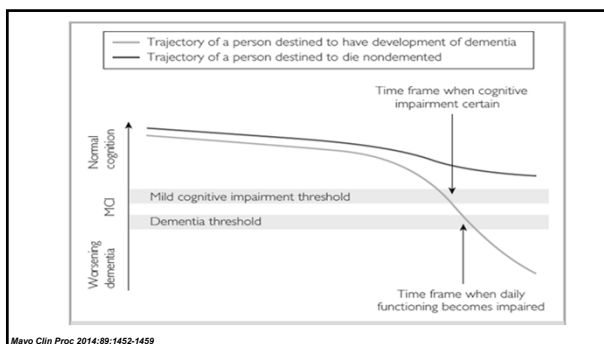 Trajectory of a person destined to have development of dementia
Trajectory of a person destined to die nondemented
Time frame when cognitive
impairment certain
Normal
cognition
Mild cognitive impairment threshold
MCI
Dementia threshold
Worsening
dementia
Time frame when daily
functioning becomes impaired
Mayo Clin Proc 2014;89:1452-1459